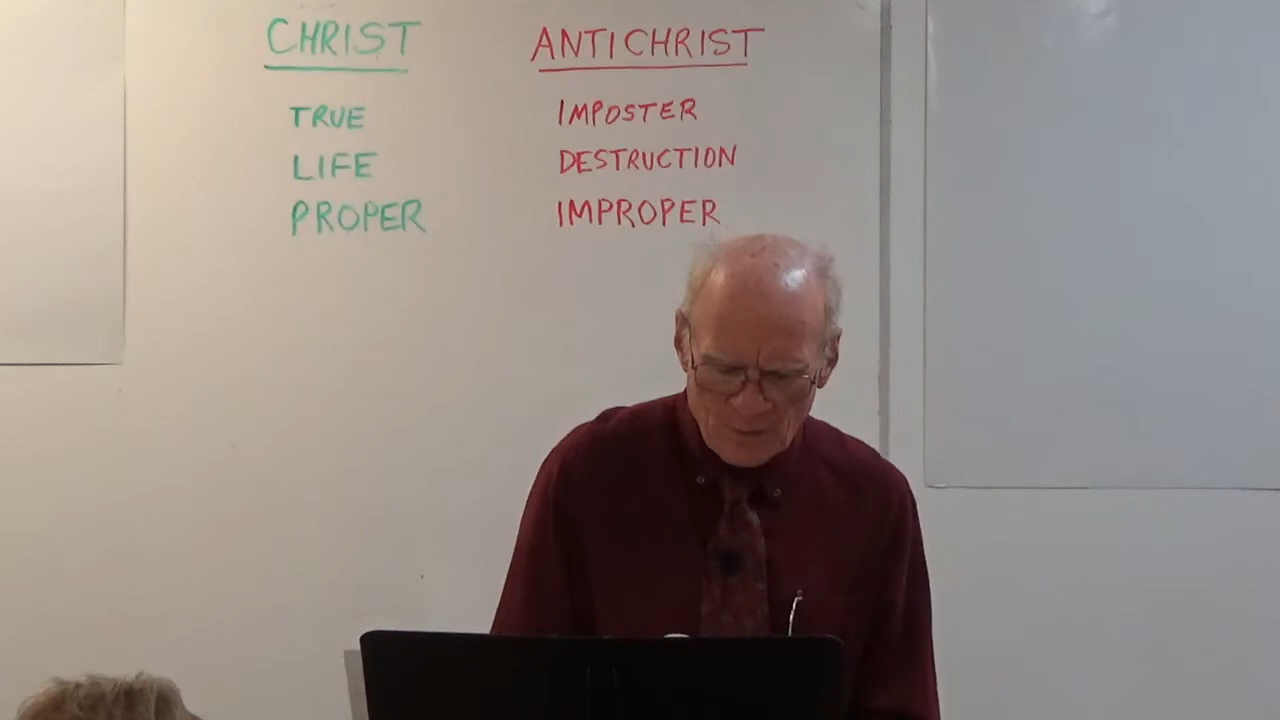 CHRIST ANTICHRIST
TRUE IMPOSTER
LIFE DESTRUCTION
PROPER IMPROPER